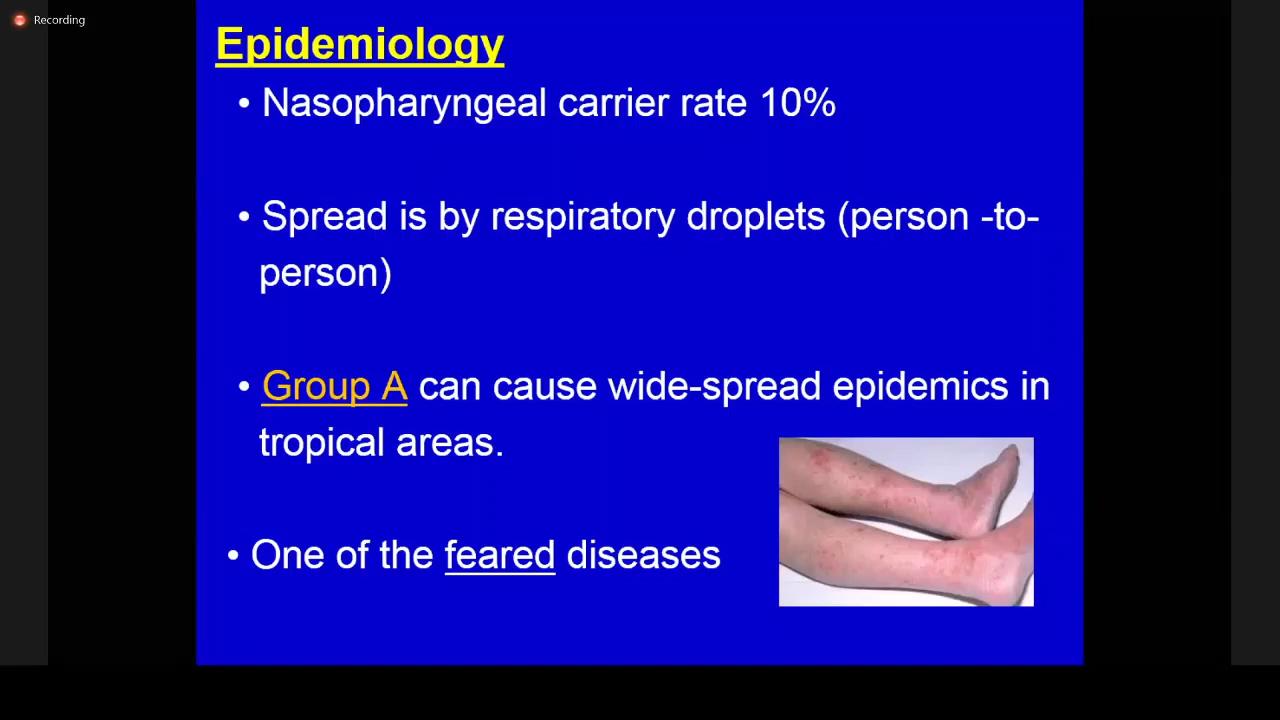 Recording
Epidemiology
• Nasopharyngeal carrier rate 10%
• Spread is by respiratory droplets (person -to-
person)
• Group A can cause wide-spread epidemics in
tropical areas.
• One of the feared diseases